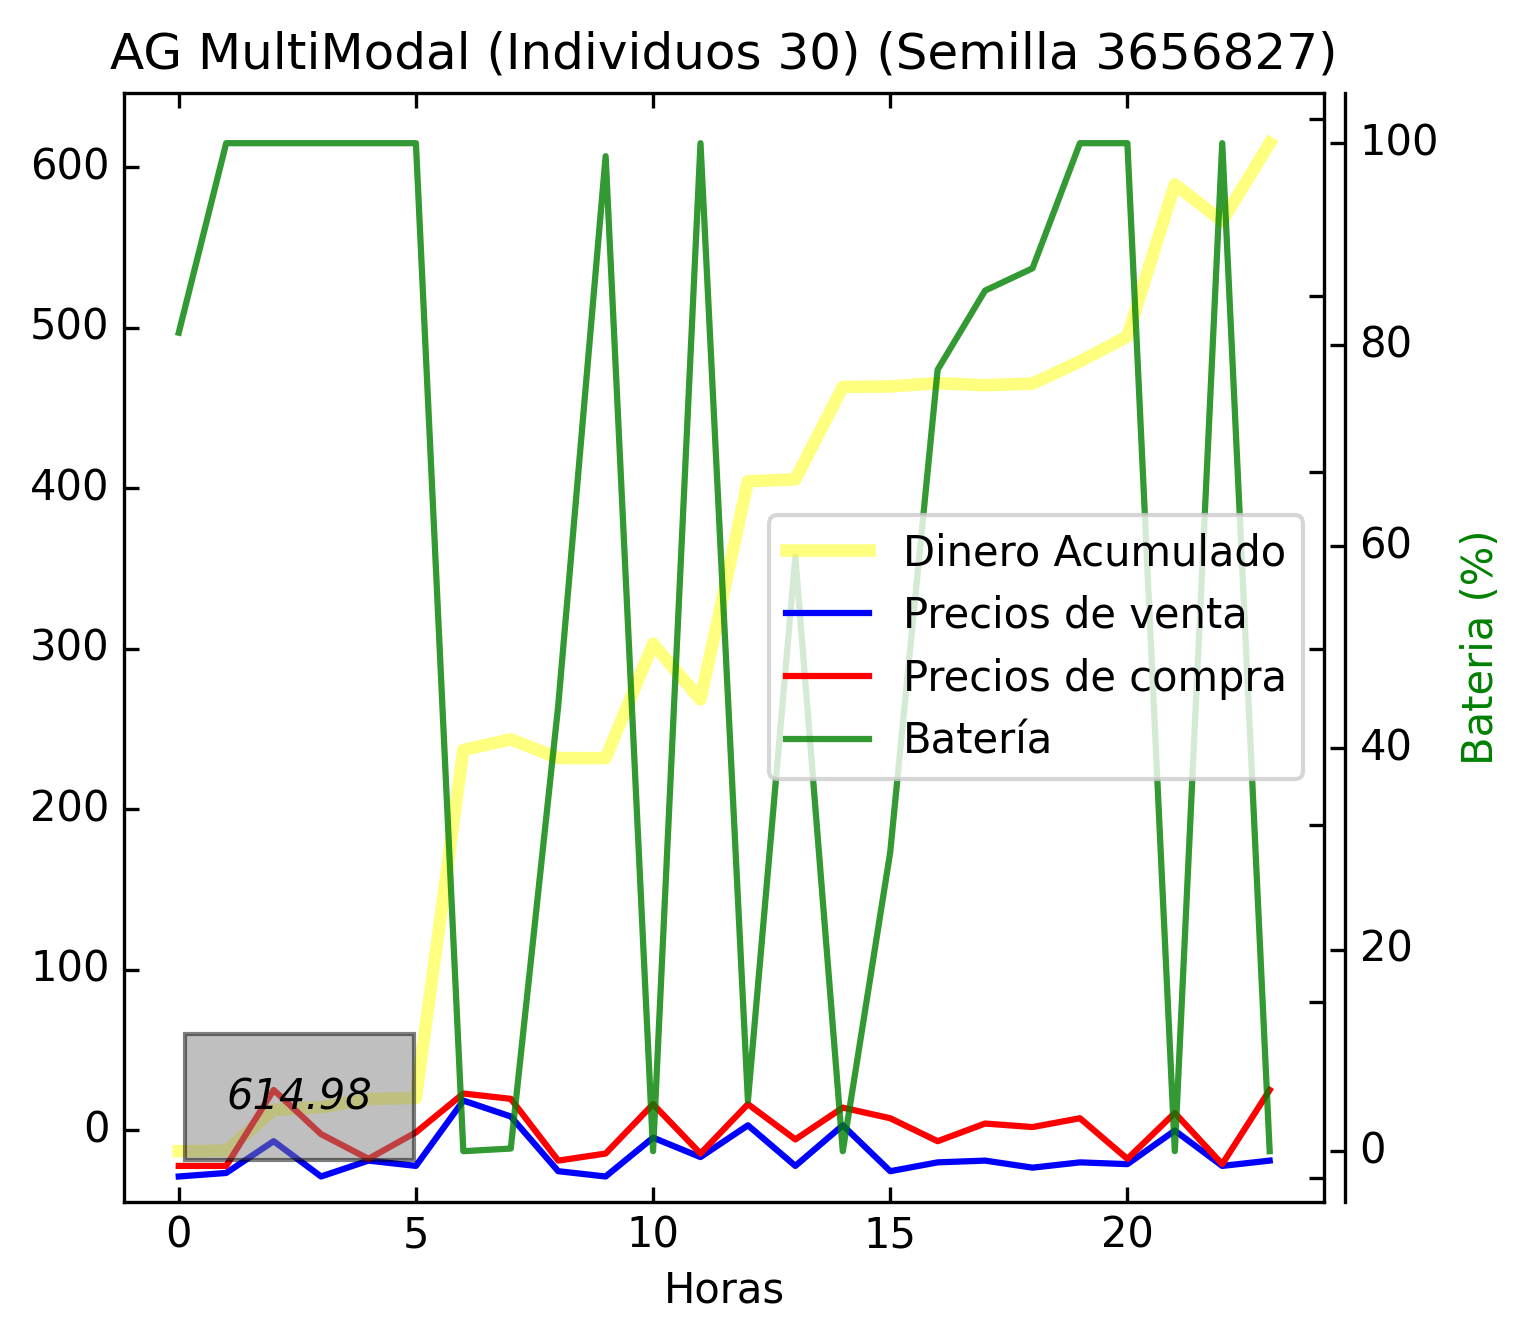 AG MultiModal (Individuos 30) (Semilla 3656827)
600
500
400
300
200
100
0
614.98
Dinero Acumulado
Precios de venta
Precios de compra
Batería
100
80
60
40
20
0
Bateria (%)
0 5 10 15 20
Horas